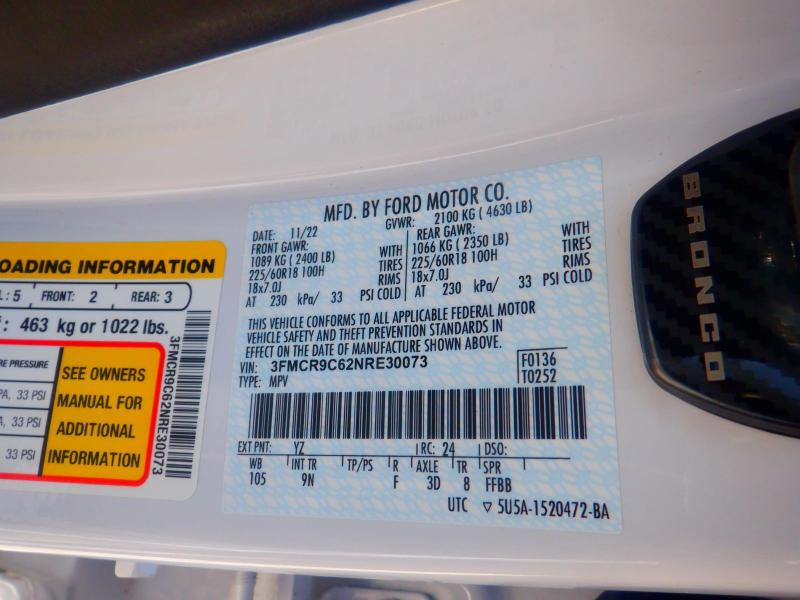 OADING INFORMATION
L : 5 FRONT: 2 REAR: 3
: 463 kg or 1022 lbs.
RE PRESSURE
PA, 33 PSI
A, 33 PSI
33 PSI
SEE OWNERS
MANUAL FOR
ADDITIONAL
INFORMATION
3FMCR9C62NRE30073
MFD. BY FORD MOTOR CO.
DATE: 11/22 GVWR: 2100 KG ( 4630 LB)
FRONT GAWR:
1089 KG ( 2400 LB) WITH
225/60R18 100H TIRES
18x7.0J RIMS
AT 230 kPa/ 33 PSI COLD
REAR GAWR:
1066 KG ( 2350 LB) WITH
225/60R18 100H TIRES
18x7.0J RIMS
AT 230 kPa/ 33 PSI COLD
THIS VEHICLE CONFORMS TO ALL APPLICABLE FEDERAL MOTOR
VEHICLE SAFETY AND THEFT PREVENTION STANDARDS IN
EFFECT ON THE DATE OF MANUFACTURE SHOWN ABOVE.
VIN: 3FMCR9C62NRE30073
TYPE: MPV
F0136
T0252
EXT PNT: YZ RC: 24 DSO:
WB INT TR TP/PS R AXLE TR SPR
105 9N F 3D 8 FFBB
UTC ▽ 5U5A-1520472-BA
BRONCO